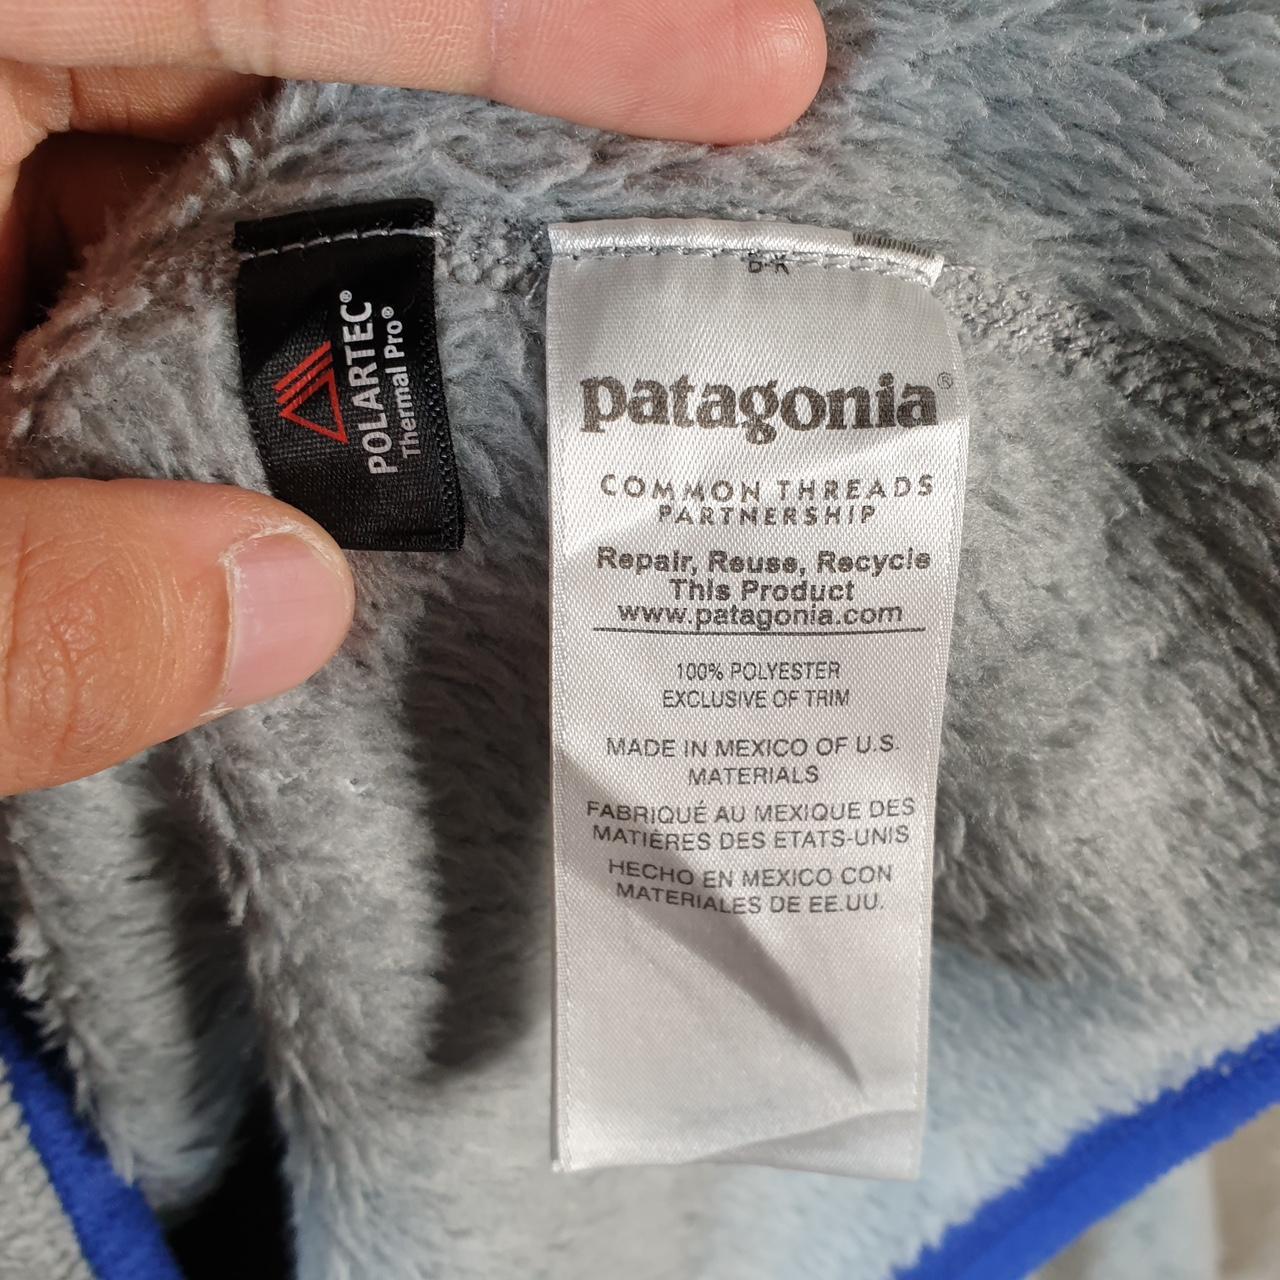 POLARTEC®
Thermal Pro®
patagonia®
COMMON THREADS
PARTNERSHIP
Repair, Reuse, Recycle
This Product
www.patagonia.com
100% POLYESTER
EXCLUSIVE OF TRIM
MADE IN MEXICO OF U.S.
MATERIALS
FABRIQUÉ AU MEXIQUE DES
MATIÈRES DES ETATS-UNIS
HECHO EN MEXICO CON
MATERIALES DE EE.UU.